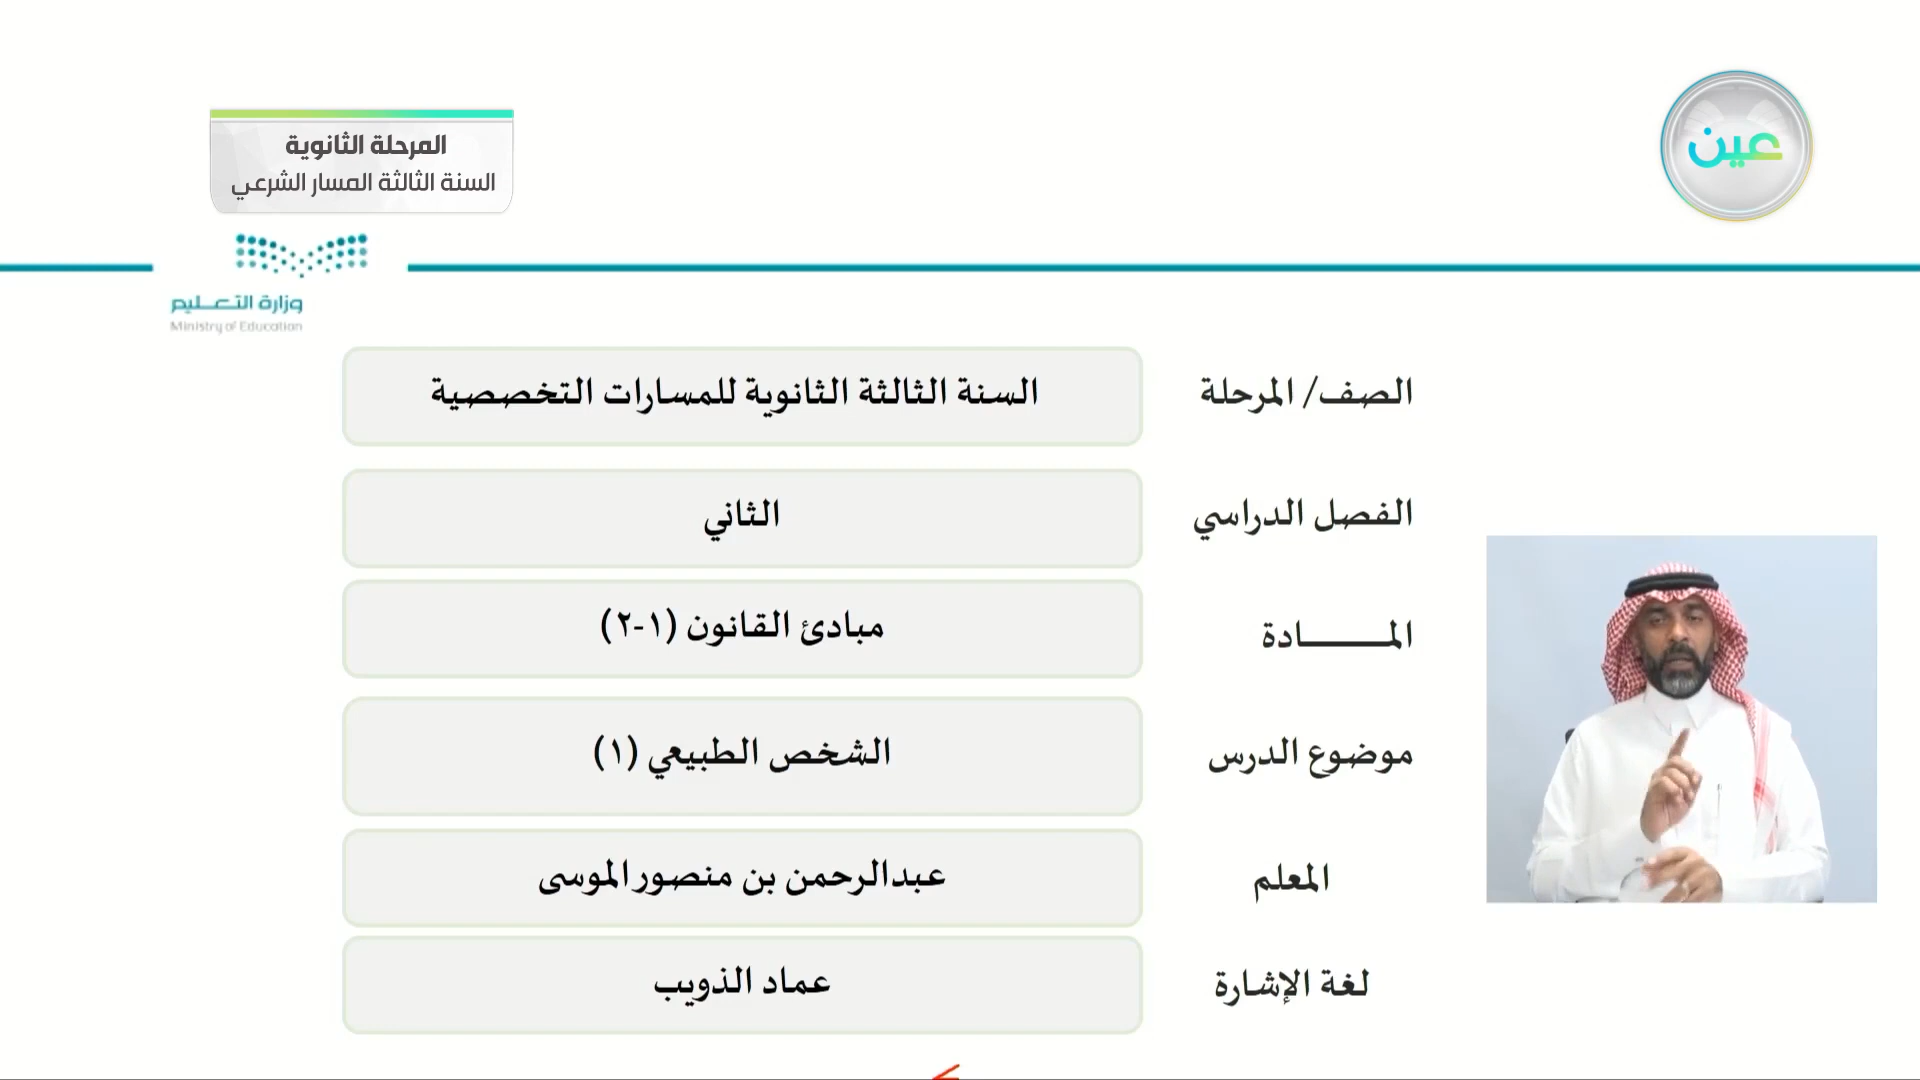 عين
المرحلة الثانوية
السنة الثالثة المسار الشرعي
وزارة التعليم
Ministry of Education
الصف/ المرحلة
السنة الثالثة الثانوية للمسارات التخصصية
الفصل الدراسي
الثاني
المـــــــادة
مبادئ القانون (١-٢)
موضوع الدرس
الشخص الطبيعي (١)
المعلم
عبدالرحمن بن منصور الموسى
لغة الإشارة
عماد الذويب